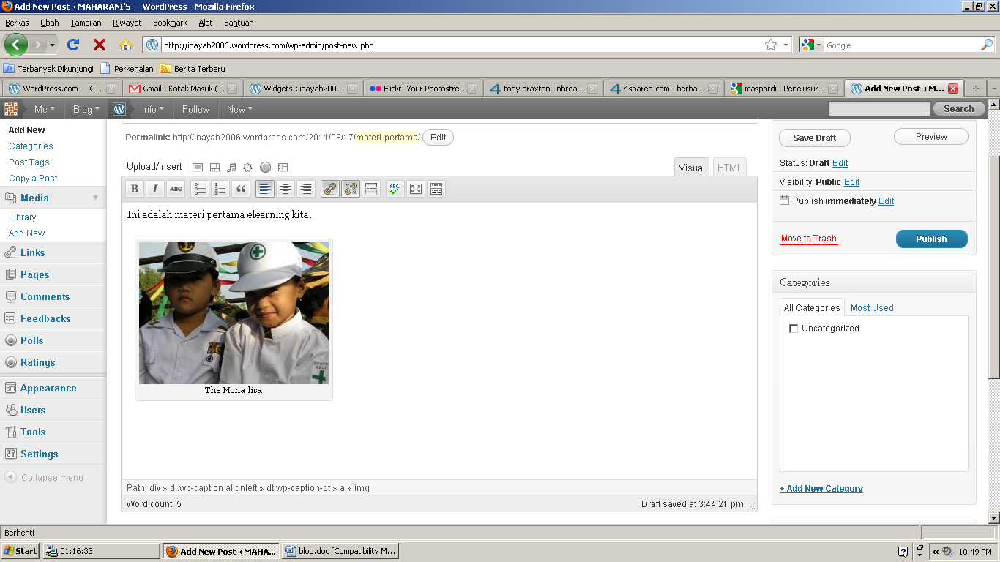 Add New Post ‹ MAHARANI'S — WordPress - Mozilla Firefox
Berkas Ubah Tampilan Riwayat Bookmark Alat Bantuan
http://inayah2006.wordpress.com/wp-admin/post-new.php Google
Terbanyak Dikunjungi Perkenalan Berita Terbaru
WordPress.com — G... Gmail - Kotak Masuk (... Widgets ‹ inayah200... Flickr: Your Photostre... tony braxton unbrea... 4shared.com - berba... maspardi - Penelusur... Add New Post ‹ M...
Me Blog Info Follow New Search
Add New
Categories
Post Tags
Copy a Post
Media
Library
Add New
Links
Pages
Comments
Feedbacks
Polls
Ratings
Appearance
Users
Tools
Settings
Collapse menu
Permalink: http://inayah2006.wordpress.com/2011/08/17/materi-pertama/ Edit
Upload/Insert Visual HTML
B I ABC ABC
Ini adalah materi pertama elearning kita.
The Mona lisa
Path: div » dl.wp-caption alignleft » dt.wp-caption-dt » a » img
Word count: 5 Draft saved at 3:44:21 pm.
Save Draft Preview
Status: Draft Edit
Visibility: Public Edit
Publish immediately Edit
Move to Trash Publish
Categories
All Categories Most Used
Uncategorized
+ Add New Category
Berhenti
Start 01:16:33 Add New Post ‹ MAHA... blog.doc [Compatibility M... 10:49 PM